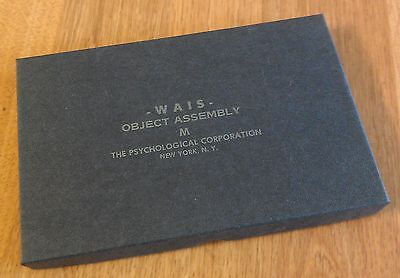 - WAIS -
OBJECT ASSEMBLY
M
THE PSYCHOLOGICAL CORPORATION
NEW YORK, N. Y.